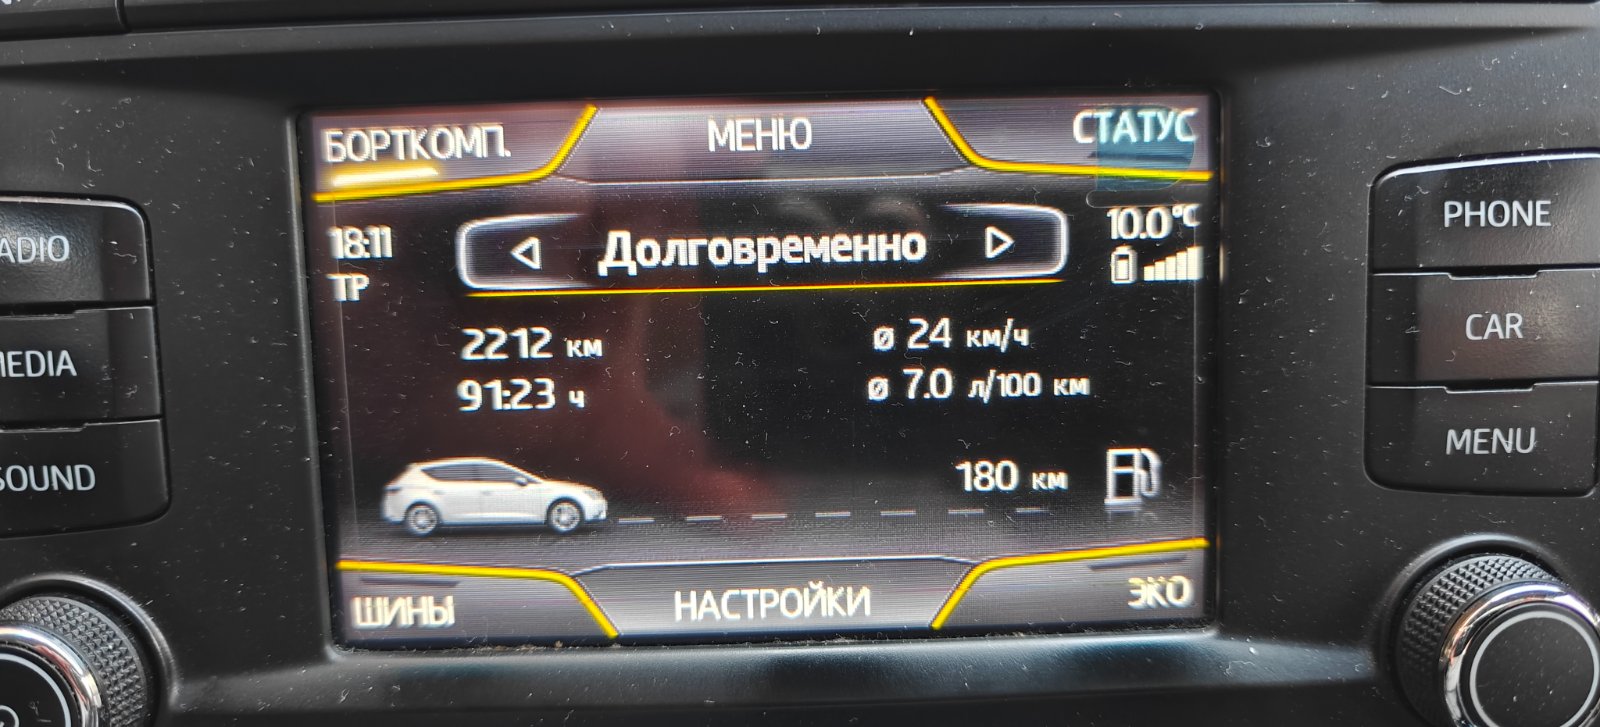 БОРТКОМП. МЕНЮ СТАТУС
18:11 Долговременно 10.0°C
TP
2212 км ø 24 км/ч
91:23 ч ø 7.0 л/100 км
180 км
ШИНЫ НАСТРОЙКИ ЭКО
ADIO
MEDIA
SOUND
PHONE
CAR
MENU